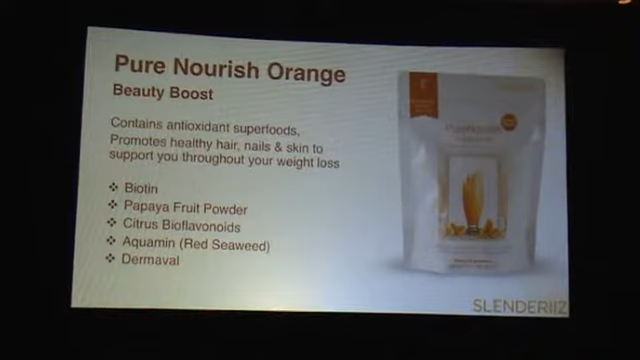 Pure Nourish Orange
Beauty Boost
Contains antioxidant superfoods,
Promotes healthy hair, nails & skin to
support you throughout your weight loss
❖ Biotin
❖ Papaya Fruit Powder
❖ Citrus Bioflavonoids
❖ Aquamin (Red Seaweed)
❖ Dermaval
PureNourish
SLENDERIIZ